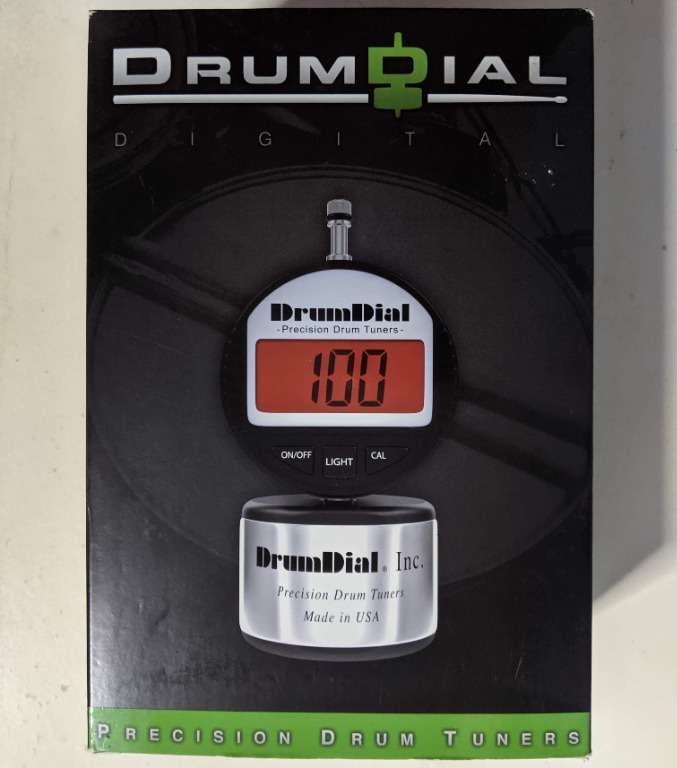 DRUMDIAL
DIGITAL
DrumDial
-Precision Drum Tuners-
100
ON/OFF LIGHT CAL
DrumDial® Inc.
Precision Drum Tuners
Made in USA
PRECISION DRUM TUNERS